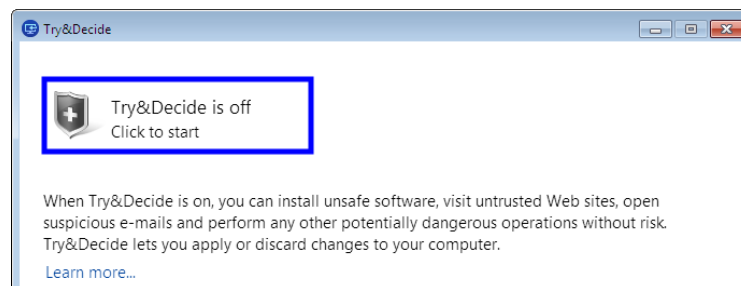 Try&Decide
Try&Decide is off
Click to start
When Try&Decide is on, you can install unsafe software, visit untrusted Web sites, open
suspicious e-mails and perform any other potentially dangerous operations without risk.
Try&Decide lets you apply or discard changes to your computer.
Learn more...